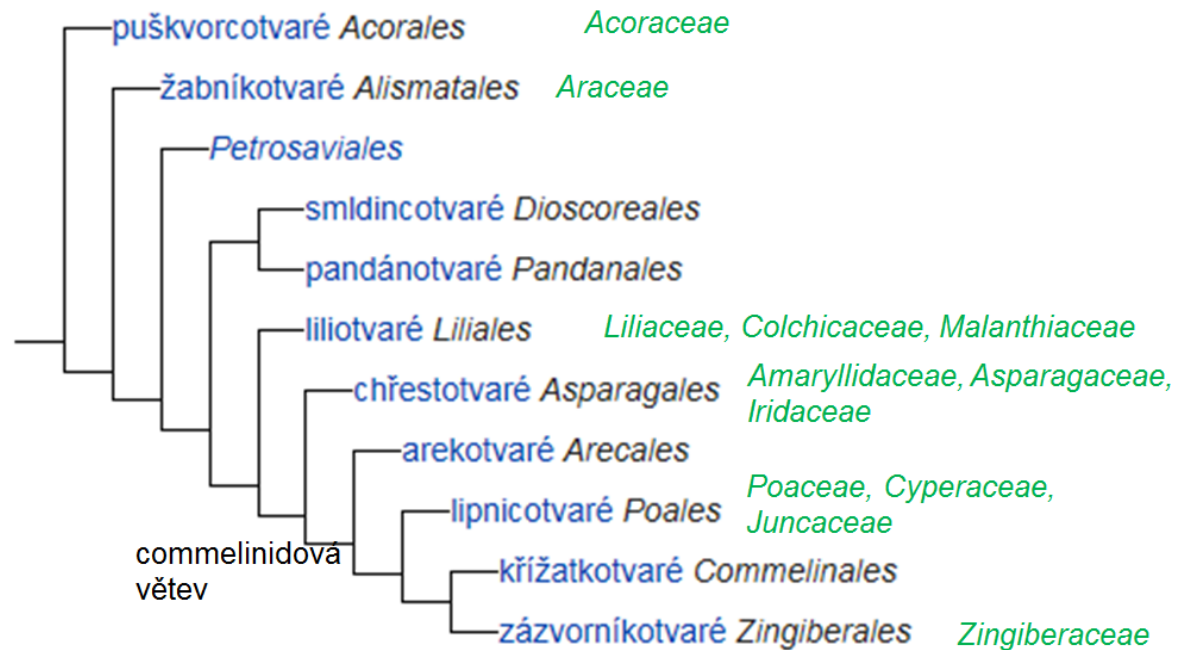 puškvorcotvaré Acorales Acoraceae
žabníkotvaré Alismatales Araceae
Petrosaviales
smldincotvaré Dioscoreales
pandánotvaré Pandanales
liliotvaré Liliales Liliaceae, Colchicaceae, Malanthiaceae
chřestotvaré Asparagales Amaryllidaceae, Asparagaceae,
Iridaceae
arekotvaré Arecales
lipnicotvaré Poales Poaceae, Cyperaceae,
Juncaceae
commelinidová
větev
křížatkotvaré Commelinales
zázvorníkotvaré Zingiberales Zingiberaceae